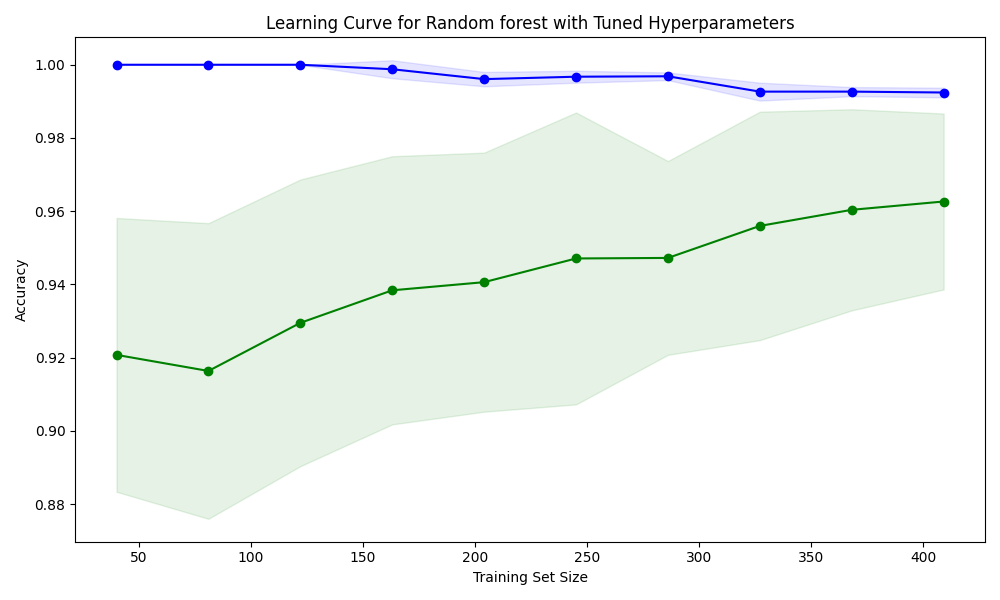 Learning Curve for Random forest with Tuned Hyperparameters
1.00
0.98
0.96
0.94
0.92
0.90
0.88
Accuracy
50 100 150 200 250 300 350 400
Training Set Size